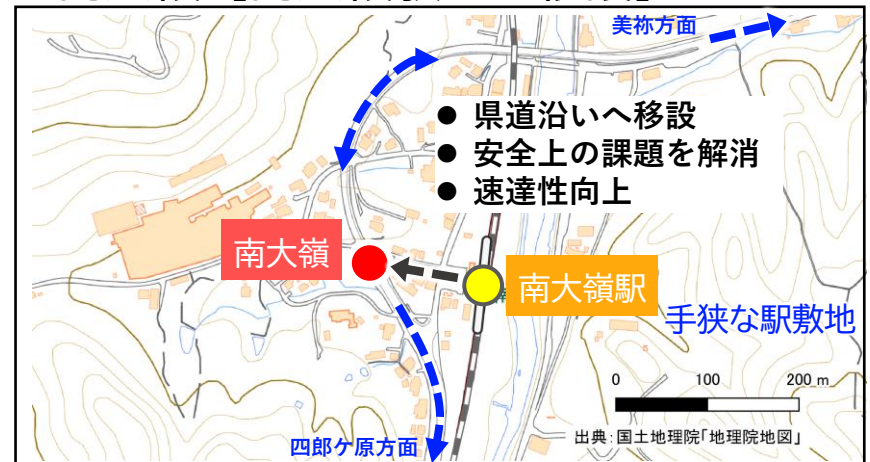 美祢方面
● 県道沿いへ移設
● 安全上の課題を解消
● 速達性向上
南大嶺
南大嶺駅
手狭な駅敷地
0 100 200 m
四郎ケ原方面
出典:国土地理院「地理院地図」